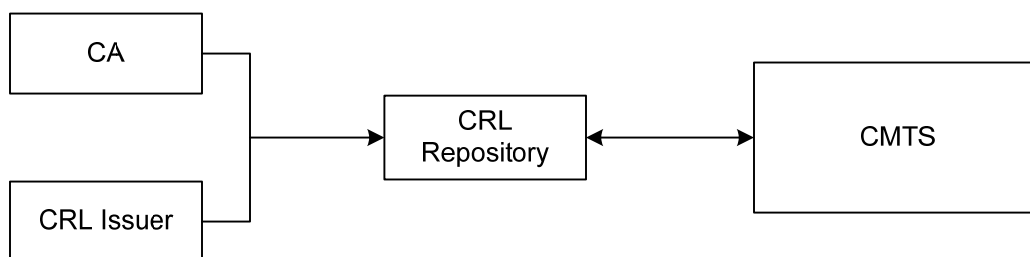 CA
CRL Issuer
CRL
Repository
CMTS